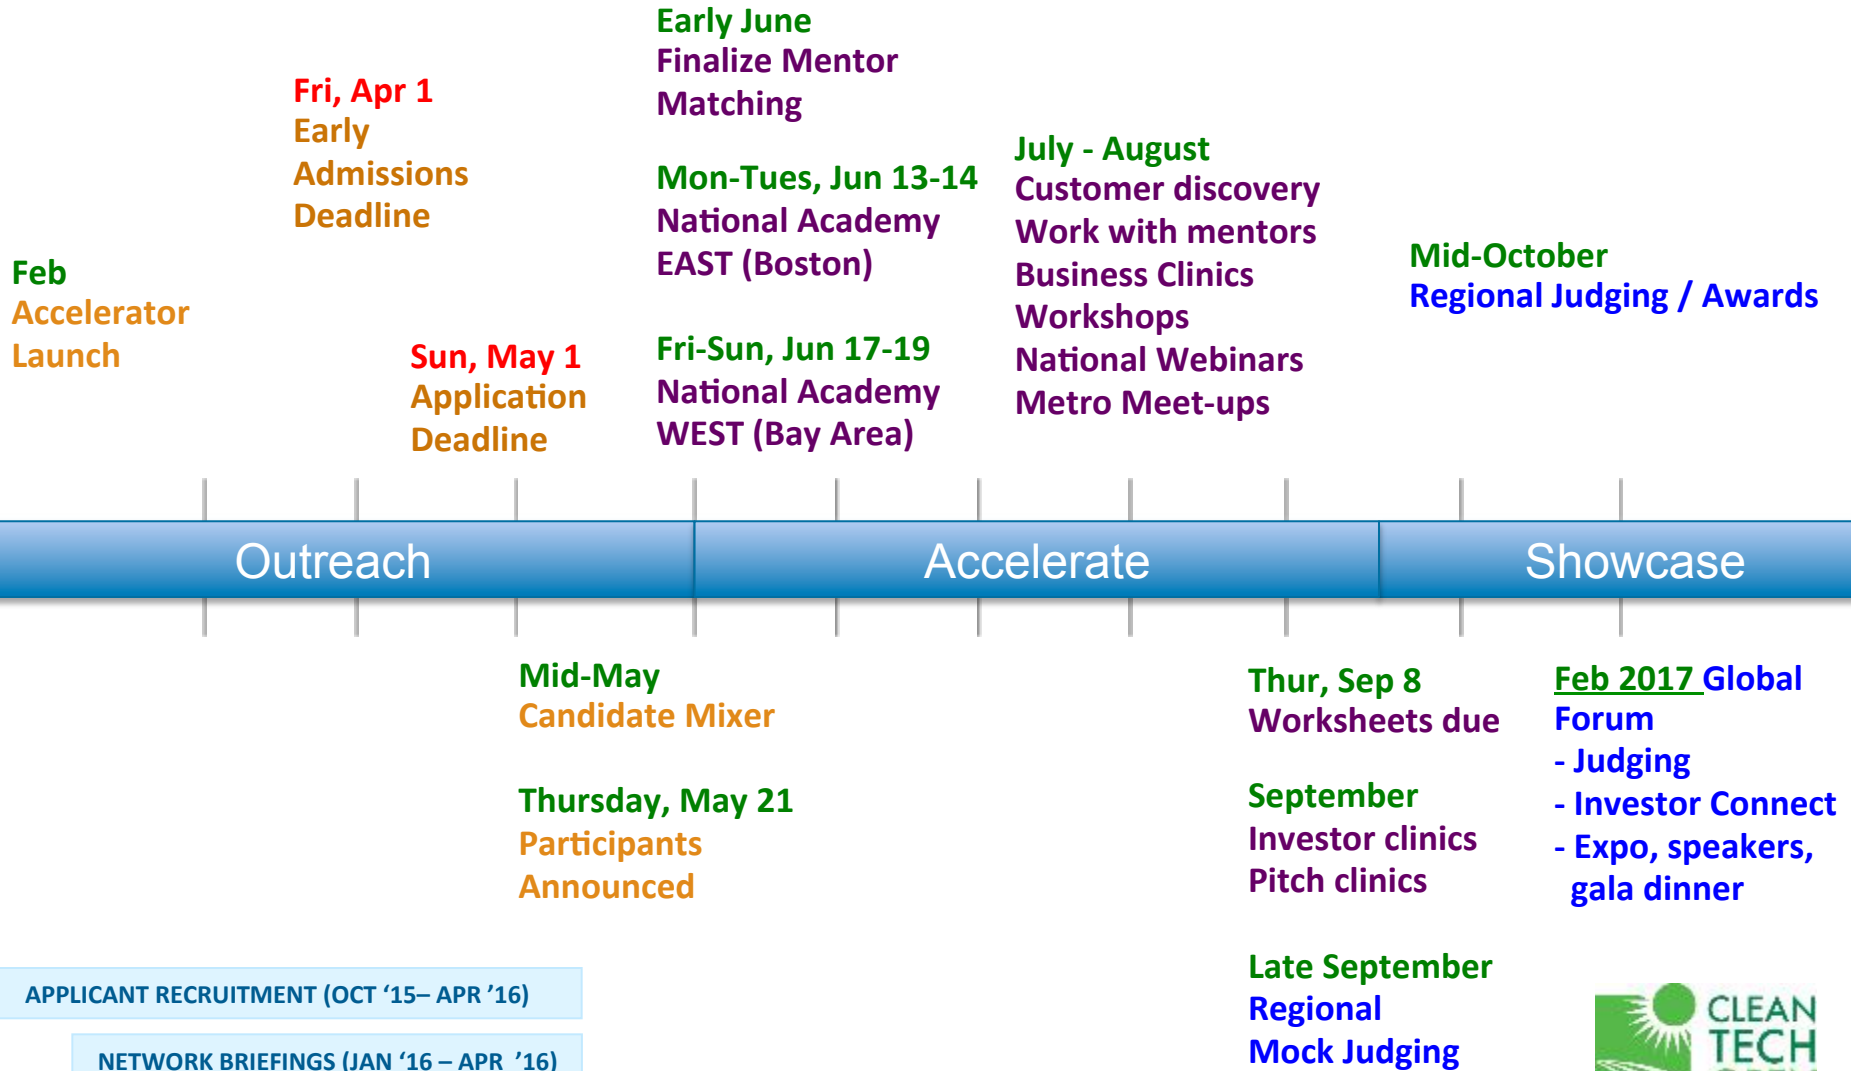 Early June
Finalize Mentor
Matching
Fri, Apr 1
Early
Admissions
Deadline
Mon-Tues, Jun 13-14
National Academy
EAST (Boston)
July - August
Customer discovery
Work with mentors
Business Clinics
Workshops
National Webinars
Metro Meet-ups
Mid-October
Regional Judging / Awards
Feb
Accelerator
Launch
Sun, May 1
Application
Deadline
Fri-Sun, Jun 17-19
National Academy
WEST (Bay Area)
Outreach
Accelerate
Showcase
Mid-May
Candidate Mixer
Thursday, May 21
Participants
Announced
Thur, Sep 8
Worksheets due
September
Investor clinics
Pitch clinics
Late September
Regional
Mock Judging
Feb 2017 Global
Forum
- Judging
- Investor Connect
- Expo, speakers,
gala dinner
APPLICANT RECRUITMENT (OCT ‘15– APR ’16)
NETWORK BRIEFINGS (JAN ‘16 – APR ’16)
CLEAN
TECH